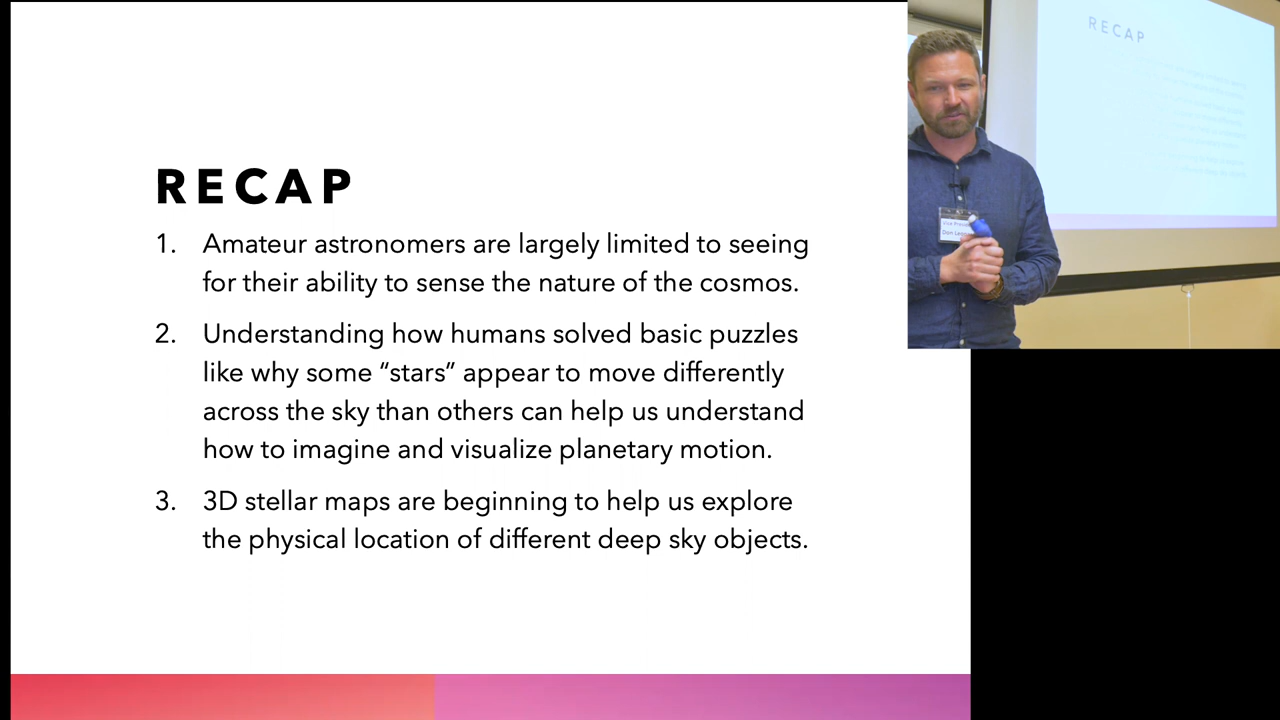 RECAP
1. Amateur astronomers are largely limited to seeing
for their ability to sense the nature of the cosmos.
2. Understanding how humans solved basic puzzles
like why some “stars” appear to move differently
across the sky than others can help us understand
how to imagine and visualize planetary motion.
3. 3D stellar maps are beginning to help us explore
the physical location of different deep sky objects.
RECAP
Don